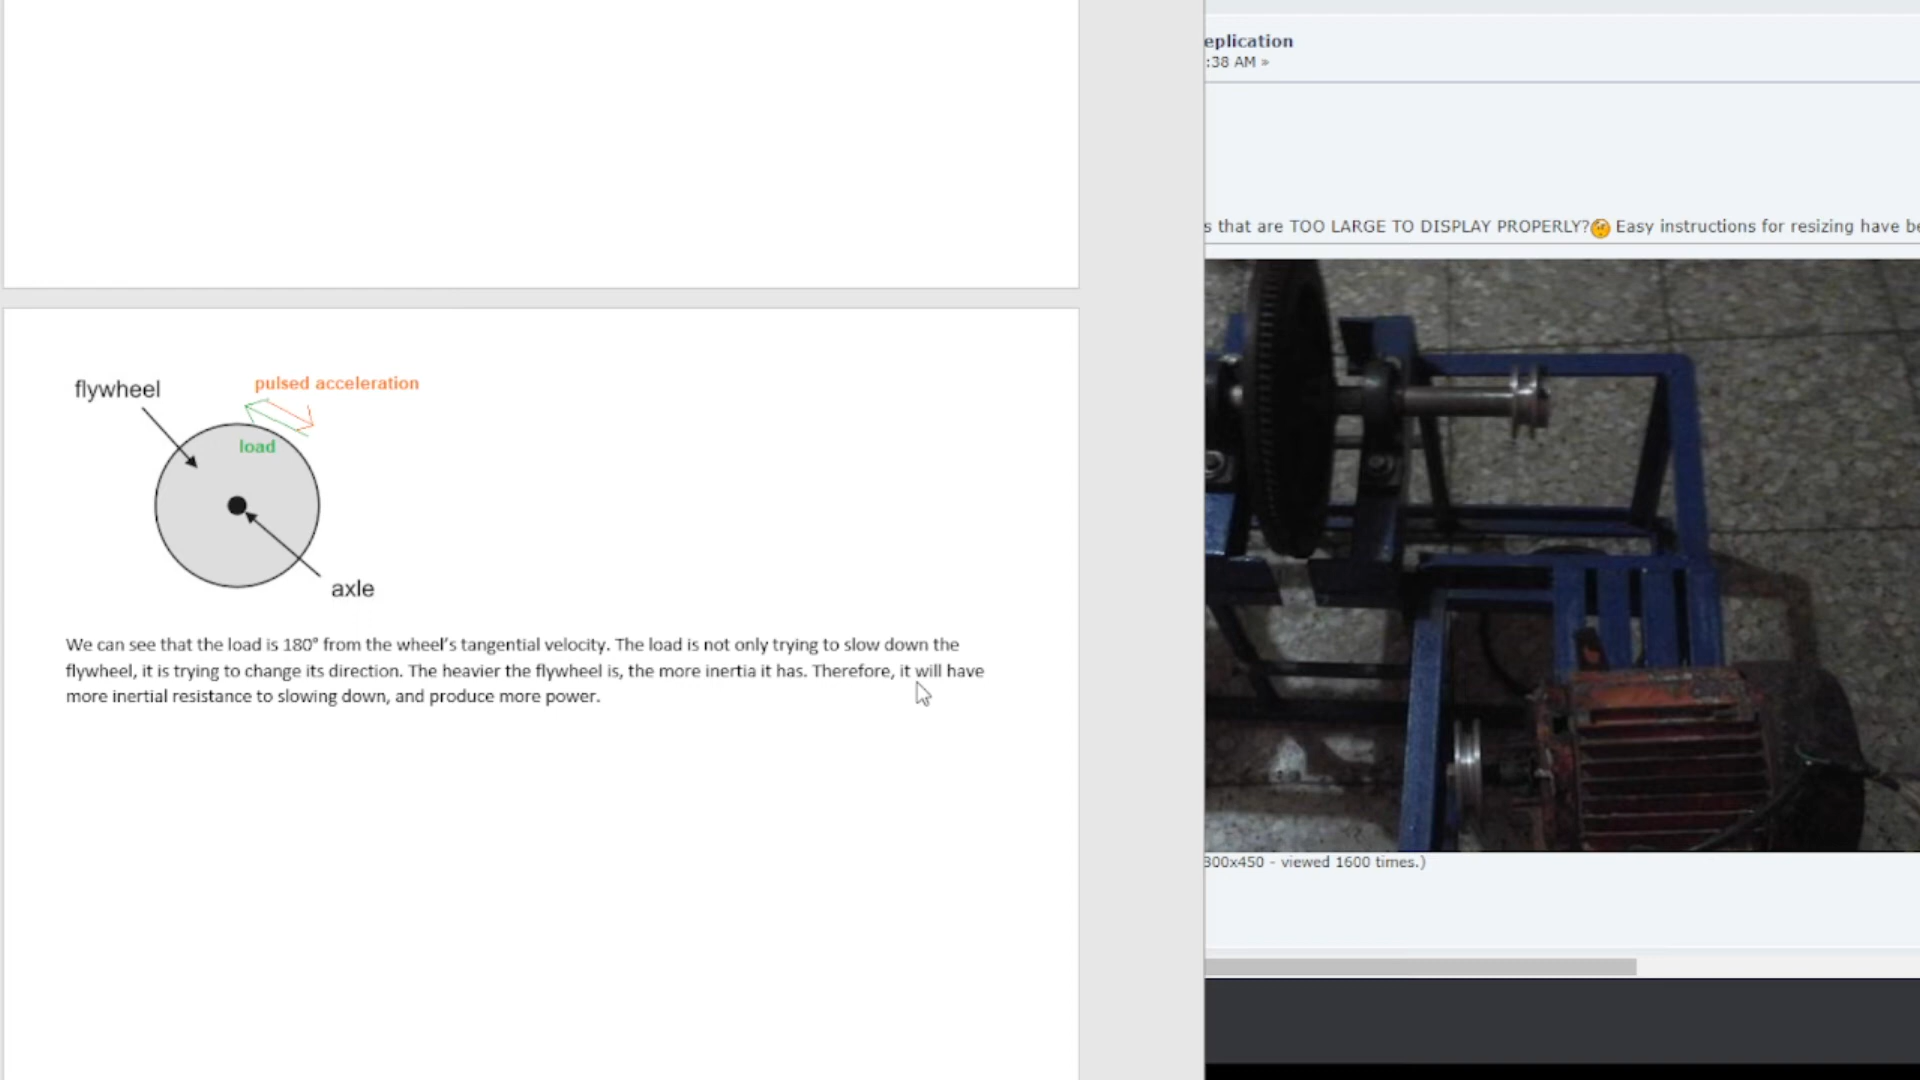 eplication
:38 AM »
s that are TOO LARGE TO DISPLAY PROPERLY? Easy instructions for resizing have be
flywheel
pulsed acceleration
load
axle
We can see that the load is 180° from the wheel's tangential velocity. The load is not only trying to slow down the
flywheel, it is trying to change its direction. The heavier the flywheel is, the more inertia it has. Therefore, it will have
more inertial resistance to slowing down, and produce more power.
300x450 - viewed 1600 times.)